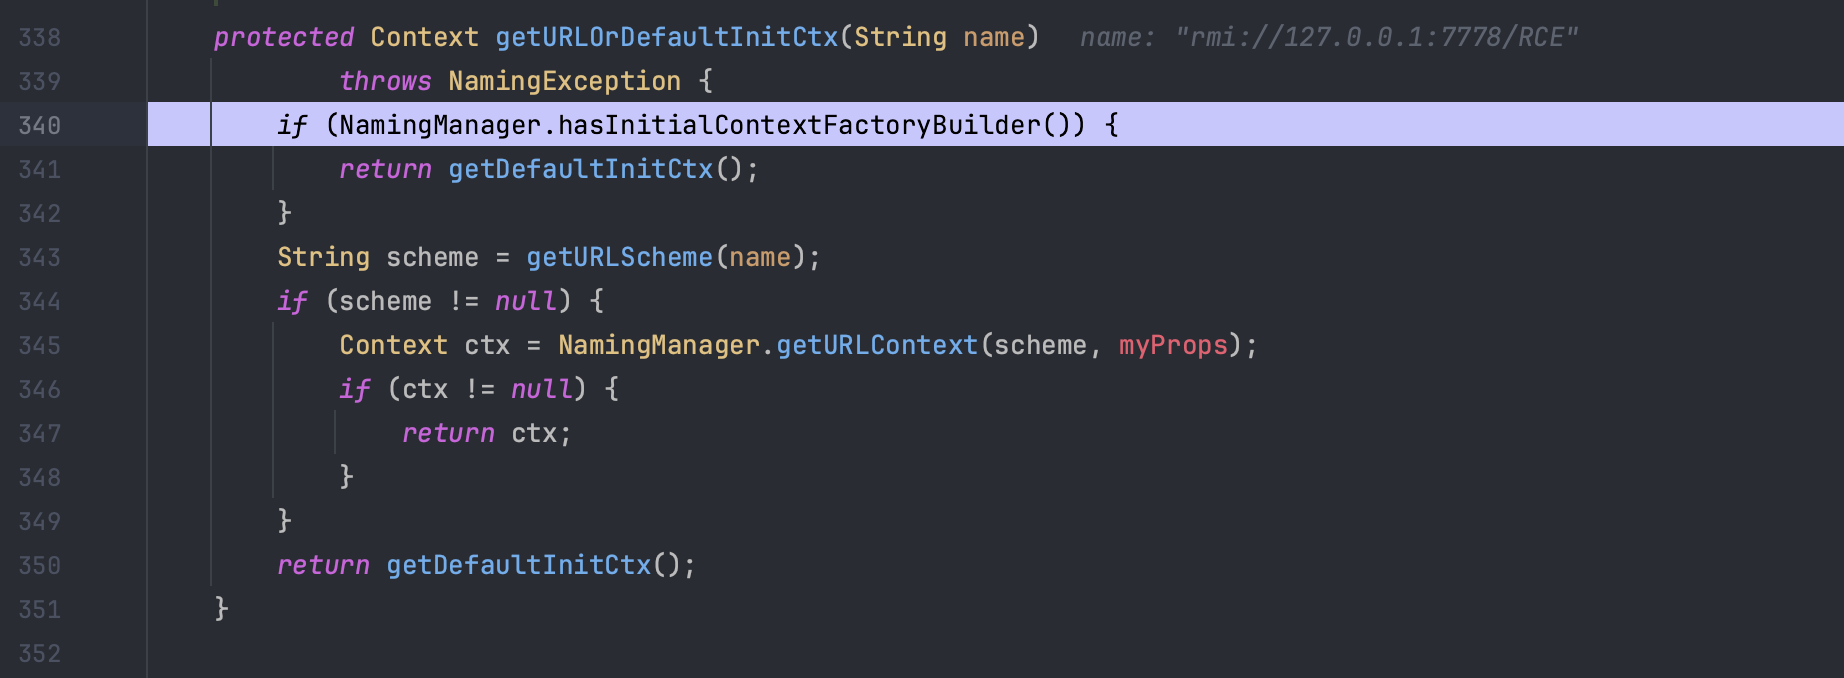 338 protected Context getURLOrDefaultInitCtx(String name) name: "rmi://127.0.0.1:7778/RCE"
339 throws NamingException {
340 if (NamingManager.hasInitialContextFactoryBuilder()) {
341 return getDefaultInitCtx();
342 }
343 String scheme = getURLScheme(name);
344 if (scheme != null) {
345 Context ctx = NamingManager.getURLContext(scheme, myProps);
346 if (ctx != null) {
347 return ctx;
348 }
349 }
350 return getDefaultInitCtx();
351 }
352